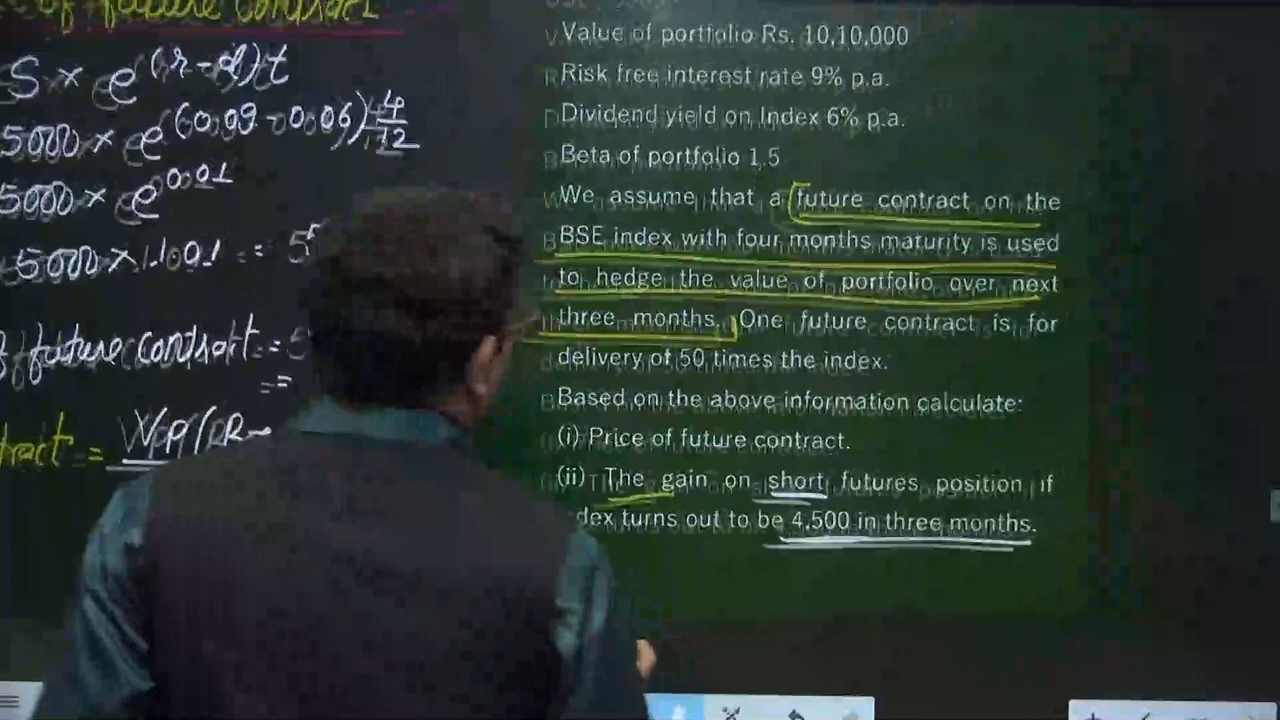 of future contract
S × e^(r-d)t
5000 × e^(0.09-0.06)4/12
5000 × e^0.01
5000 × 1.01 = 5
future contract = 5
=
= VOP/
Value of portfolio Rs. 10,10,000
Risk free interest rate 9% p.a.
Dividend yield on Index 6% p.a.
Beta of portfolio 1.5
We assume that a future contract on the
BSE index with four months maturity is used
to hedge the value of portfolio over next
three months. One future contract is for
delivery of 50 times the index.
Based on the above information calculate:
(i) Price of future contract.
(ii) The gain on short futures position if
dex turns out to be 4,500 in three months.